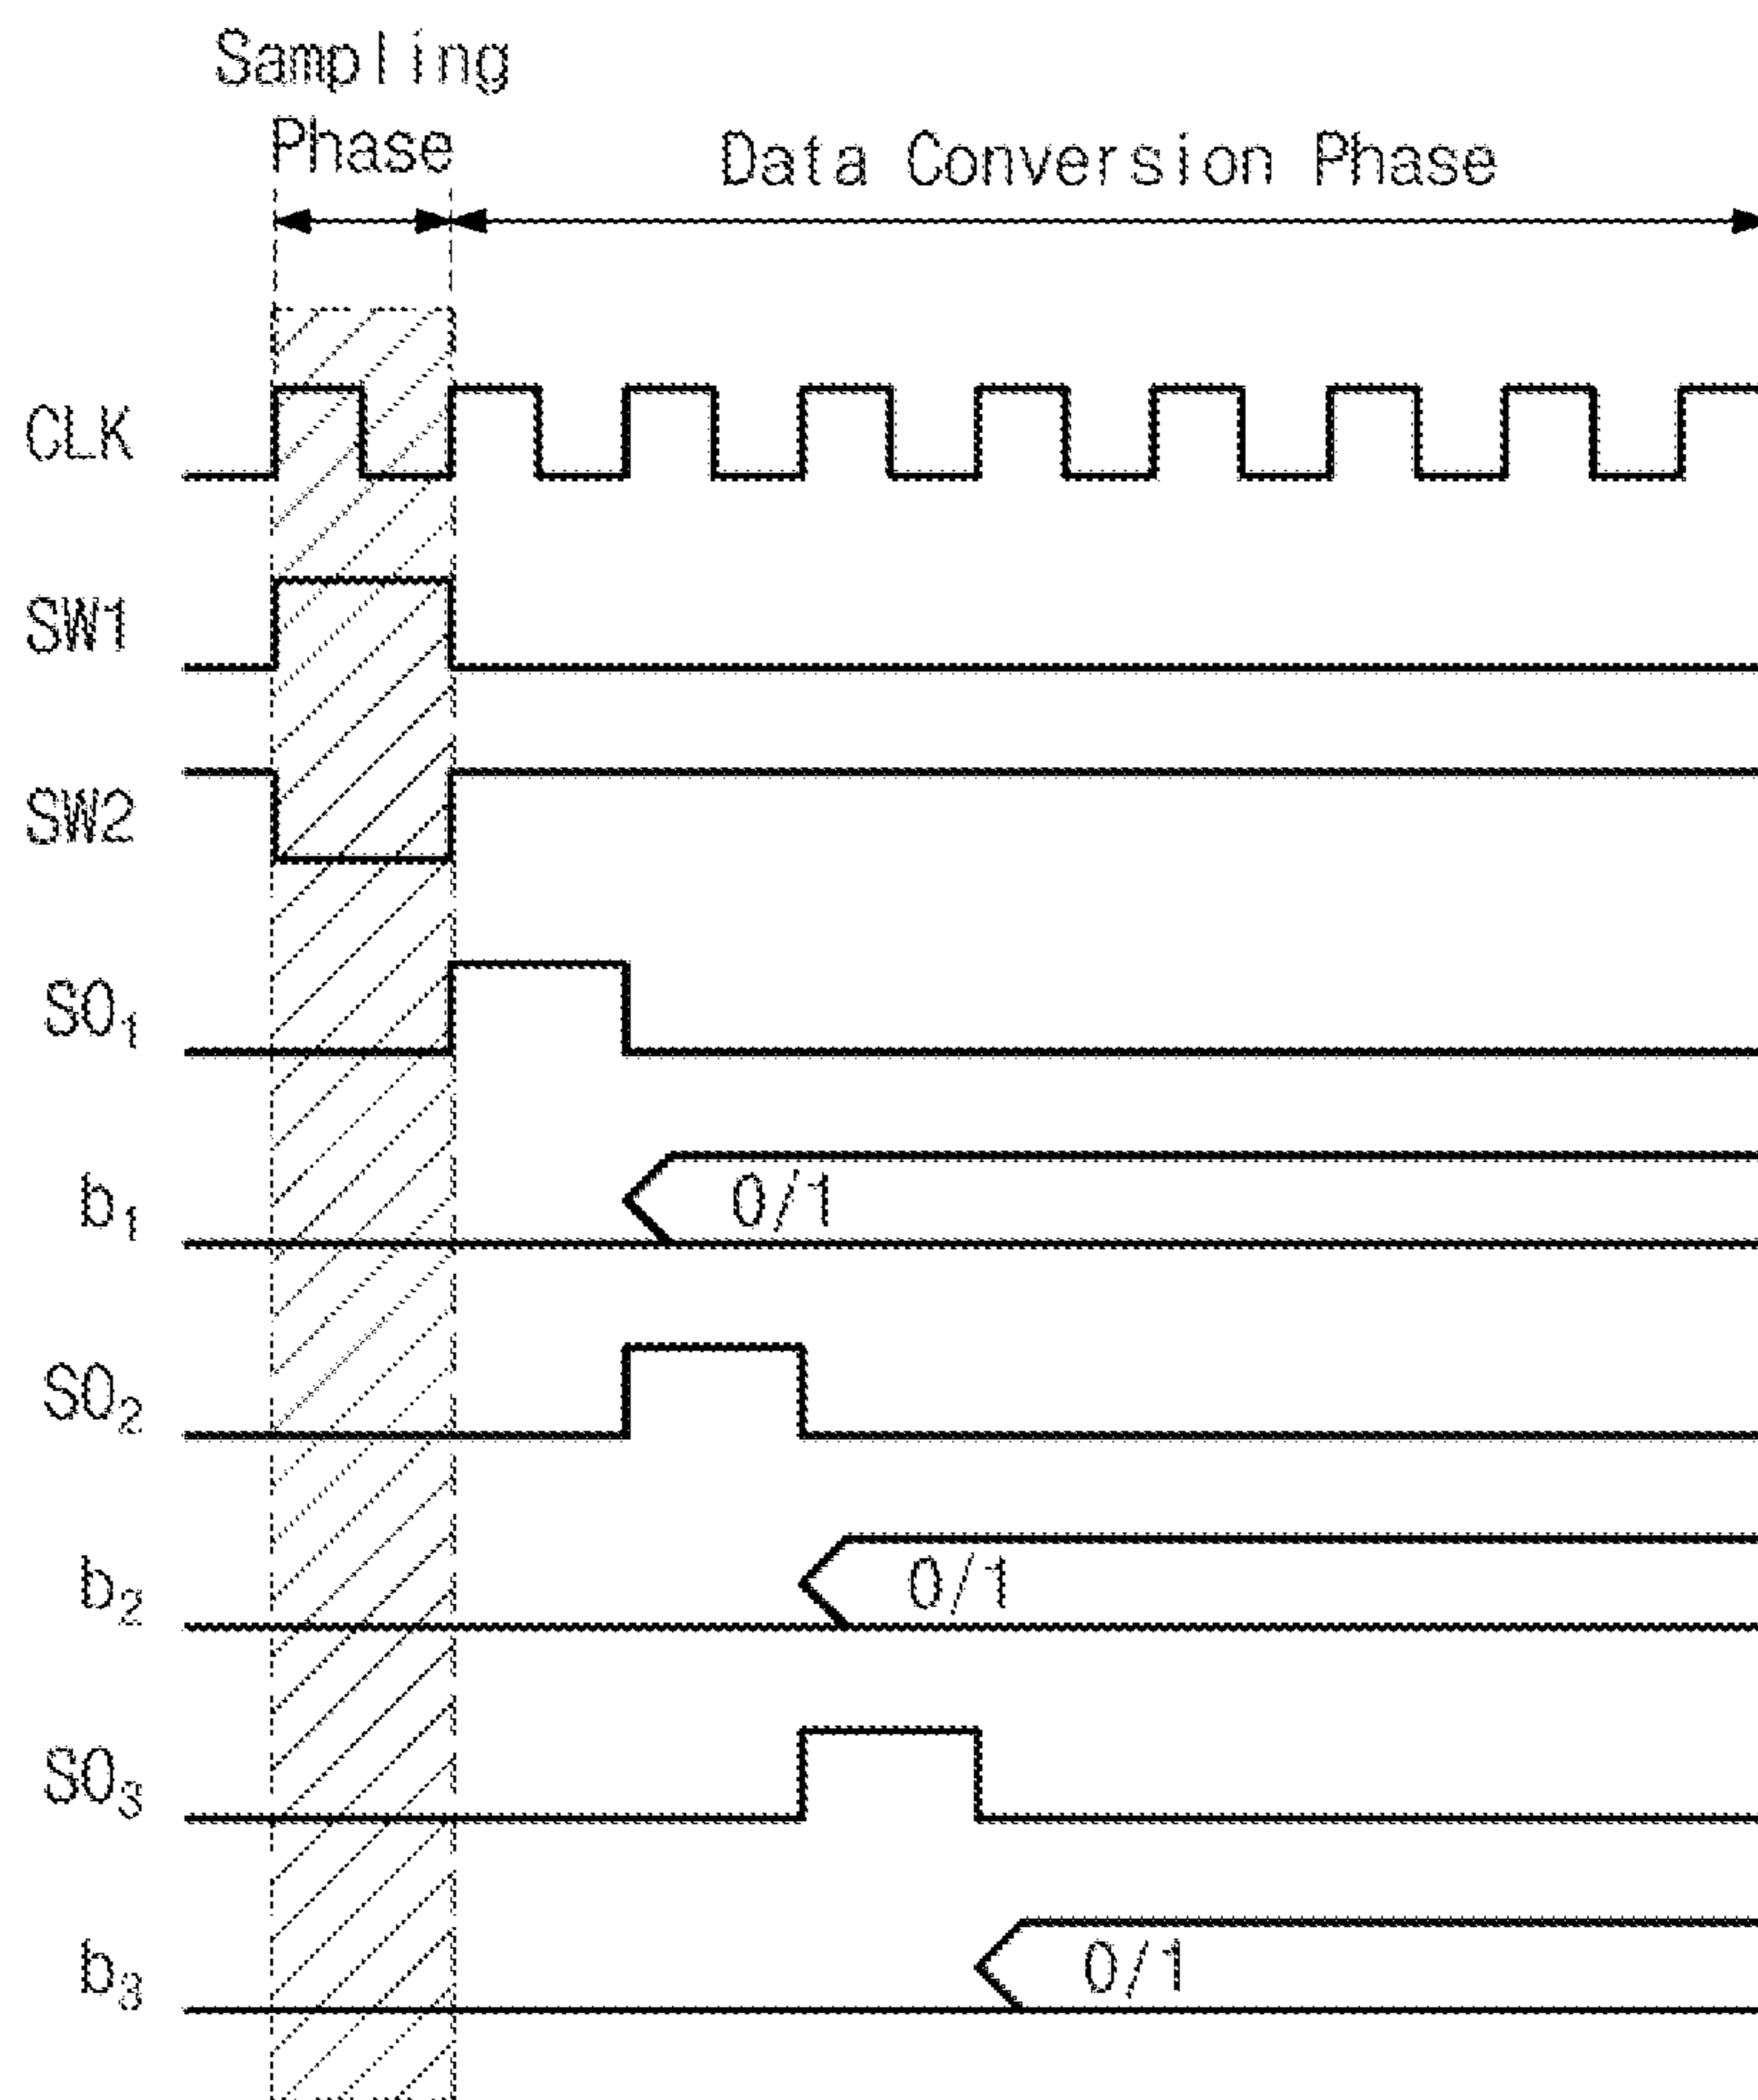 Sampling
Phase
Data Conversion Phase
CLK
SW1
SW2
SO₁
b₁ 0/1
SO₂
b₂ 0/1
SO₃
b₃ 0/1